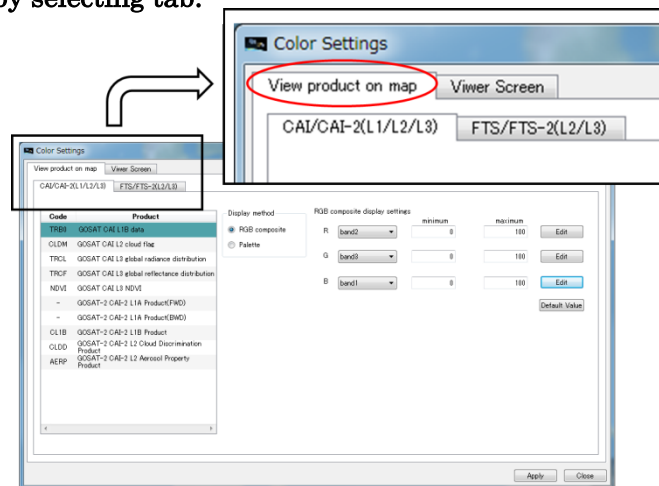 by selecting tab.
Color Settings
View product on map Viwer Screen
CAI/CAI-2(L1/L2/L3) FTS/FTS-2(L2/L3)
Color Settings
View product on map Viwer Screen
CAI/CAI-2(L1/L2/L3) FTS/FTS-2(L2/L3)
Code Product
TRB0 GOSAT CAI L1B data
CLDM GOSAT CAI L2 cloud flag
TRCL GOSAT CAI L3 global radiance distribution
TRCF GOSAT CAI L3 global reflectance distribution
NDVI GOSAT CAI L3 NDVI
- GOSAT-2 CAI-2 L1A Product(FWD)
- GOSAT-2 CAI-2 L1A Product(BWD)
CL1B GOSAT-2 CAI-2 L1B Product
CLDD GOSAT-2 CAI-2 L2 Cloud Discrimination
Product
AERP GOSAT-2 CAI-2 L2 Aerosol Property
Product
Display method
RGB composite
Palette
RGB composite display settings
minimum maximum
R band2 0 100 Edit
G band3 0 100 Edit
B band1 0 100 Edit
Default Value
Apply Close